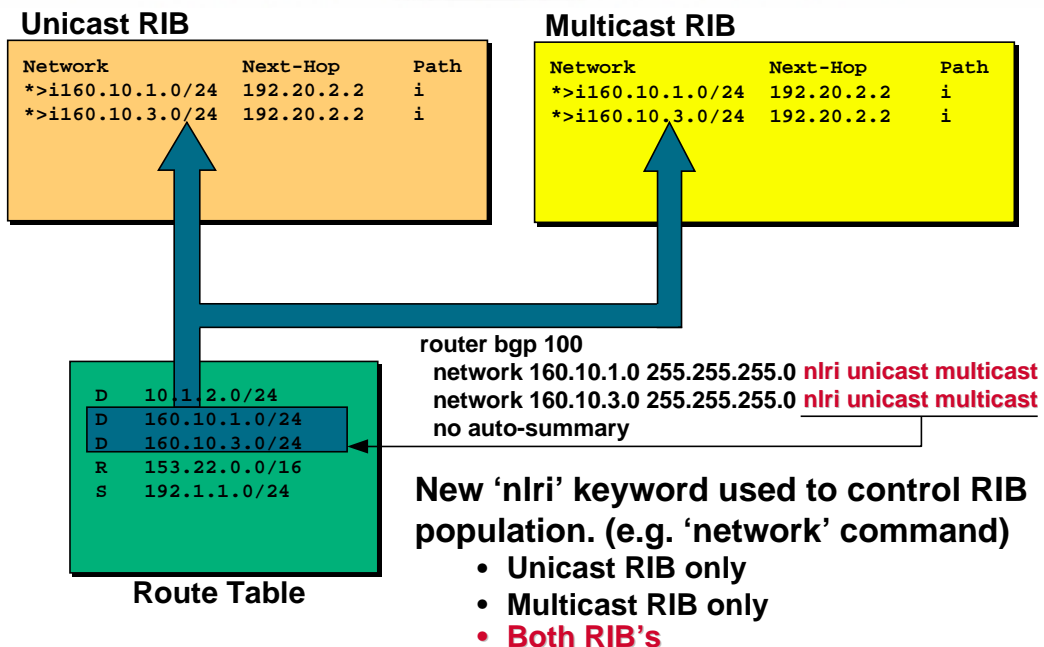 Unicast RIB
Network Next-Hop Path
*>i160.10.1.0/24 192.20.2.2 i
*>i160.10.3.0/24 192.20.2.2 i
Multicast RIB
Network Next-Hop Path
*>i160.10.1.0/24 192.20.2.2 i
*>i160.10.3.0/24 192.20.2.2 i
router bgp 100
network 160.10.1.0 255.255.255.0 nlri unicast multicast
network 160.10.3.0 255.255.255.0 nlri unicast multicast
no auto-summary
D 10.1.2.0/24
D 160.10.1.0/24
D 160.10.3.0/24
R 153.22.0.0/16
S 192.1.1.0/24
Route Table
New ‘nlri’ keyword used to control RIB
population. (e.g. ‘network’ command)
• Unicast RIB only
• Multicast RIB only
• Both RIB’s